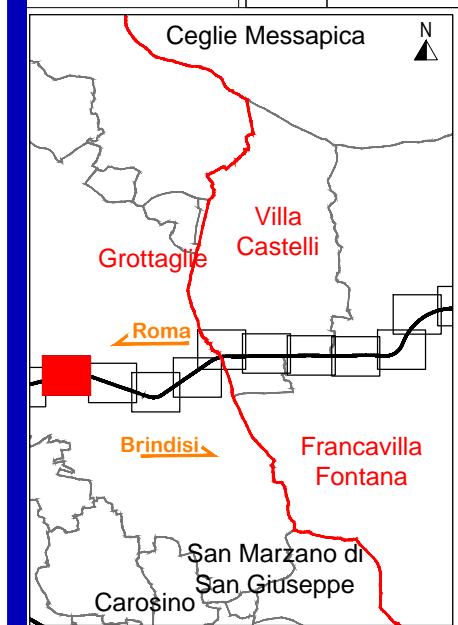 Ceglie Messapica
N
Villa
Castelli
Grottaglie
Roma
Brindisi
Francavilla
Fontana
San Marzano di
San Giuseppe
Carosino